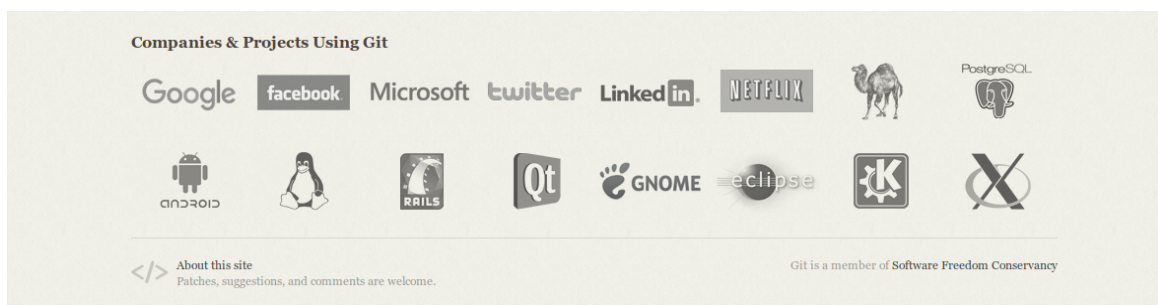 Companies & Projects Using Git
Google facebook. Microsoft twitter Linked in. NETFLIX PostgreSQL
ANDROID RAILS Qt GNOME eclipse K X
</> About this site Git is a member of Software Freedom Conservancy
Patches, suggestions, and comments are welcome.